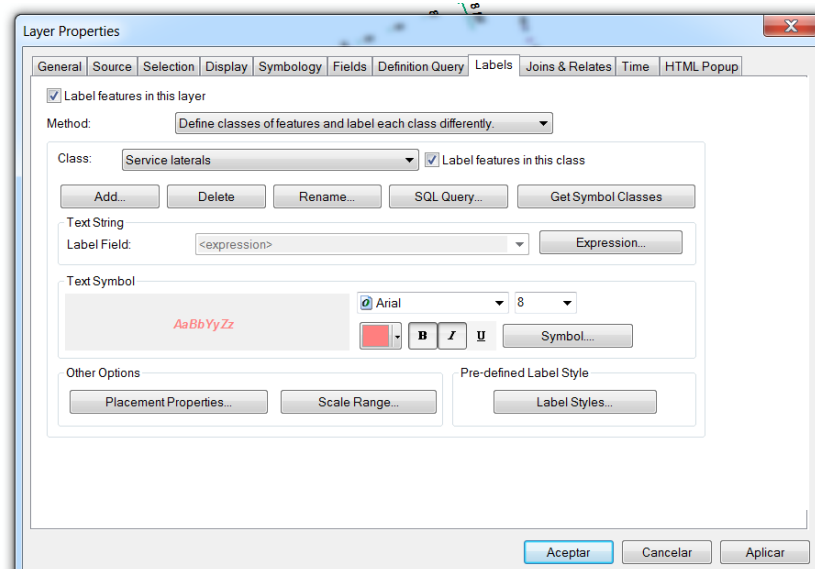 Layer Properties
General Source Selection Display Symbology Fields Definition Query Labels Joins & Relates Time HTML Popup
Label features in this layer
Method: Define classes of features and label each class differently.
Class: Service laterals Label features in this class
Add... Delete Rename... SQL Query... Get Symbol Classes
Text String
Label Field: <expression> Expression...
Text Symbol
AaBbYyZz
Arial 8
B I U Symbol....
Other Options
Placement Properties... Scale Range...
Pre-defined Label Style
Label Styles...
Aceptar Cancelar Aplicar